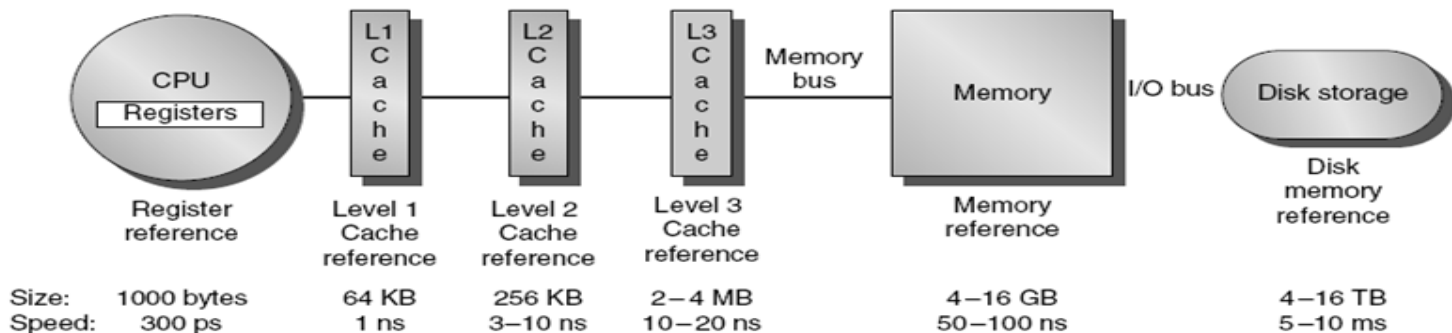 CPU
Registers
L1
C
a
c
h
e
L2
C
a
c
h
e
L3
C
a
c
h
e
Memory
bus
Memory
I/O bus
Disk storage
Register
reference
Level 1
Cache
reference
Level 2
Cache
reference
Level 3
Cache
reference
Memory
reference
Disk
memory
reference
Size: 1000 bytes 64 KB 256 KB 2–4 MB 4–16 GB 4–16 TB
Speed: 300 ps 1 ns 3–10 ns 10–20 ns 50–100 ns 5–10 ms